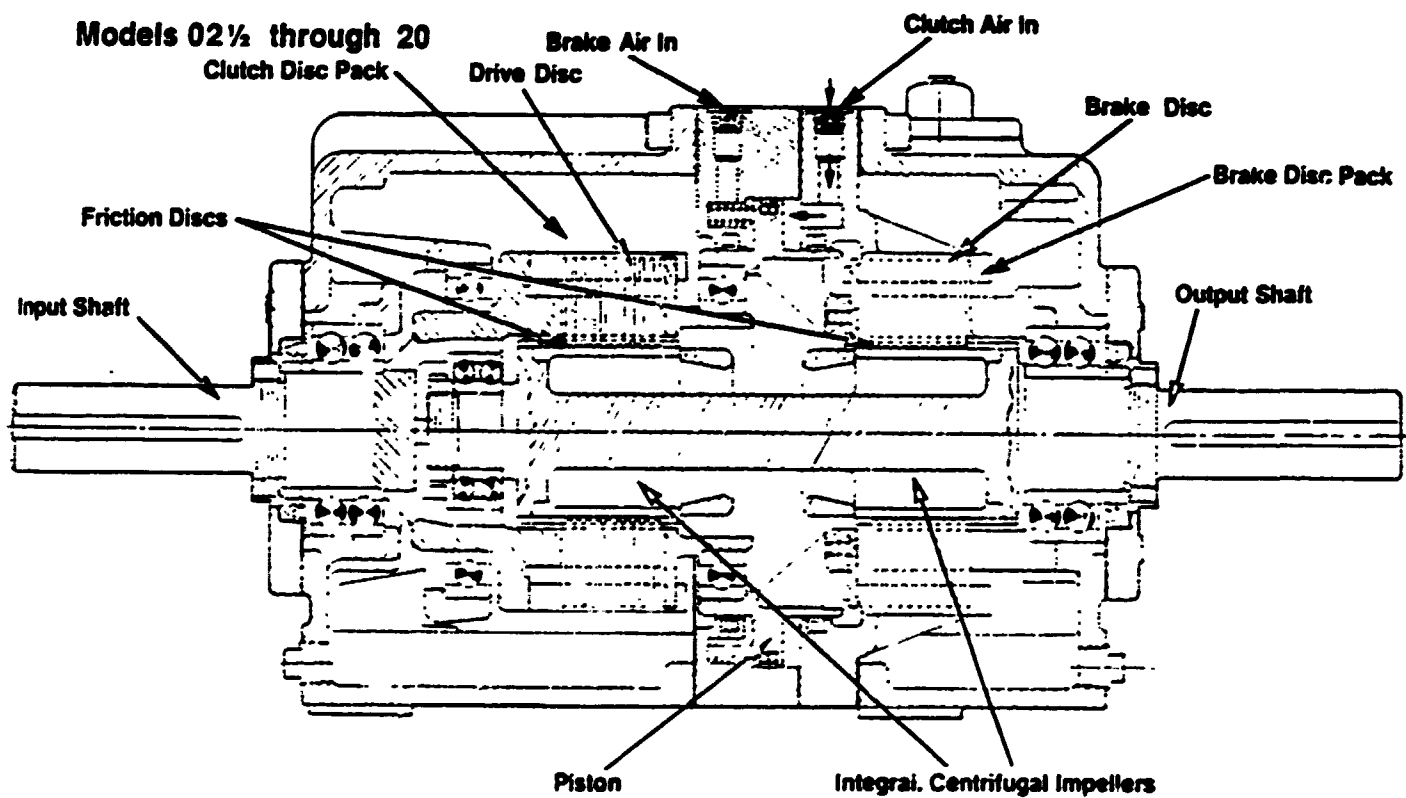 Models 02½ through 20
Clutch Air In
Brake Air In
Clutch Disc Pack
Drive Disc
Brake Disc
Brake Disc Pack
Friction Discs
Input Shaft
Output Shaft
Piston
Integral. Centrifugal Impellers